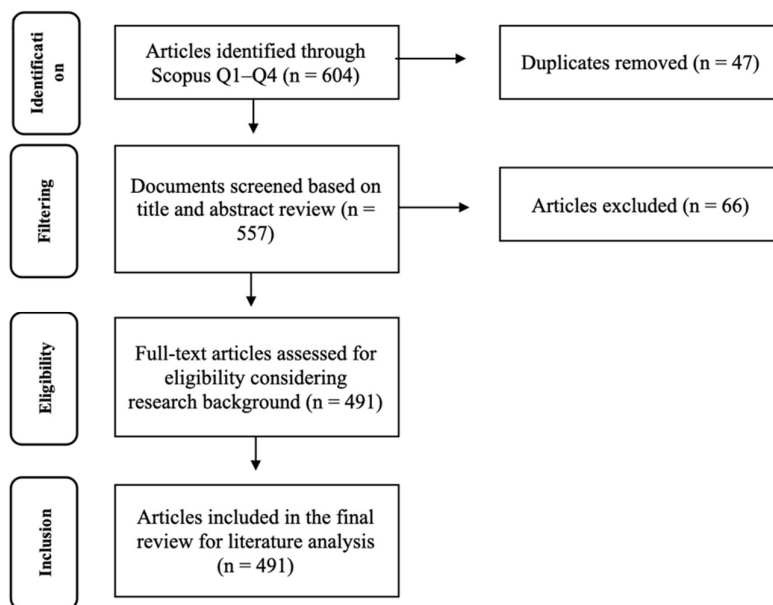 Identificati
on
Articles identified through
Scopus Q1–Q4 (n = 604)
Duplicates removed (n = 47)
Filtering
Documents screened based on
title and abstract review (n =
557)
Articles excluded (n = 66)
Eligibility
Full-text articles assessed for
eligibility considering
research background (n = 491)
Inclusion
Articles included in the final
review for literature analysis
(n = 491)